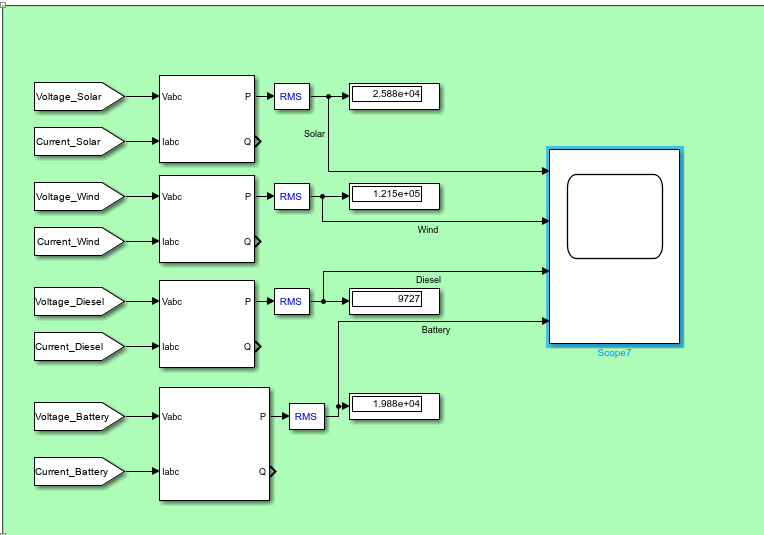 Voltage_Solar
Vabc
P
RMS
2.588e+04
Current_Solar
Iabc
Q
Solar
Voltage_Wind
Vabc
P
RMS
1.215e+05
Current_Wind
Iabc
Q
Wind
Diesel
Voltage_Diesel
Vabc
P
RMS
9727
Battery
Current_Diesel
Iabc
Q
Scope7
Voltage_Battery
Vabc
P
RMS
1.988e+04
Current_Battery
Iabc
Q